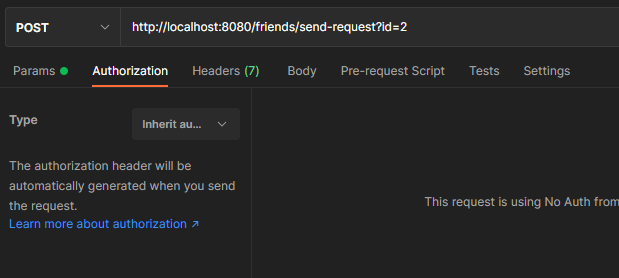 POST http://localhost:8080/friends/send-request?id=2
Params Authorization Headers (7) Body Pre-request Script Tests Settings
Type Inherit au...
The authorization header will be
automatically generated when you send
the request.
Learn more about authorization ↗
This request is using No Auth from